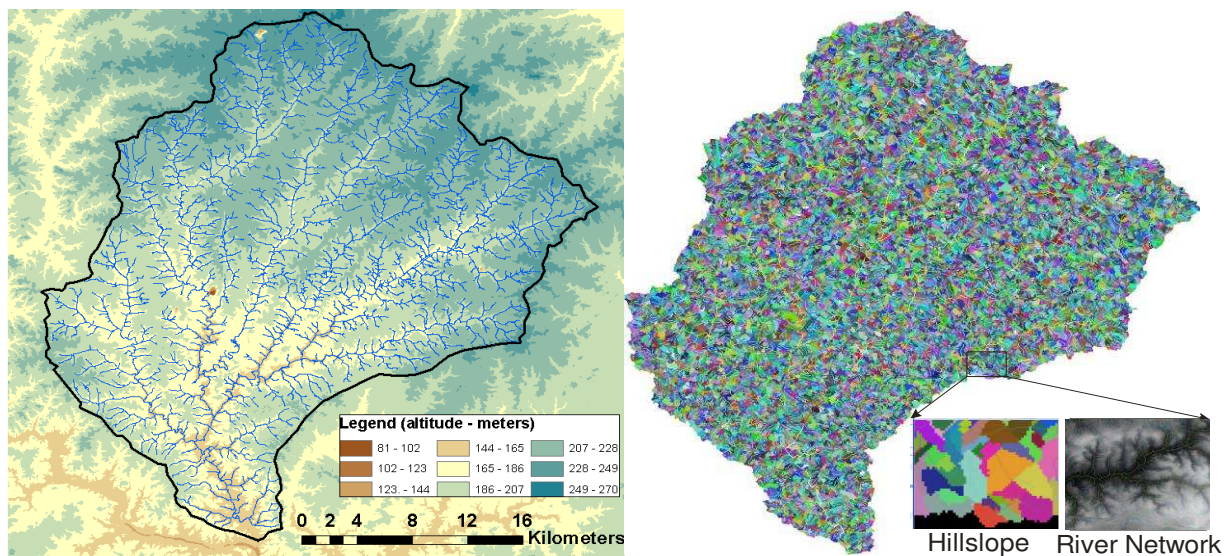 Legend (altitude - meters)
81 - 102 144 - 165 207 - 228
102 - 123 165 - 186 228 - 249
123. - 144 186 - 207 249 - 270
0 2 4 8 12 16
Kilometers
Hillslope River Network